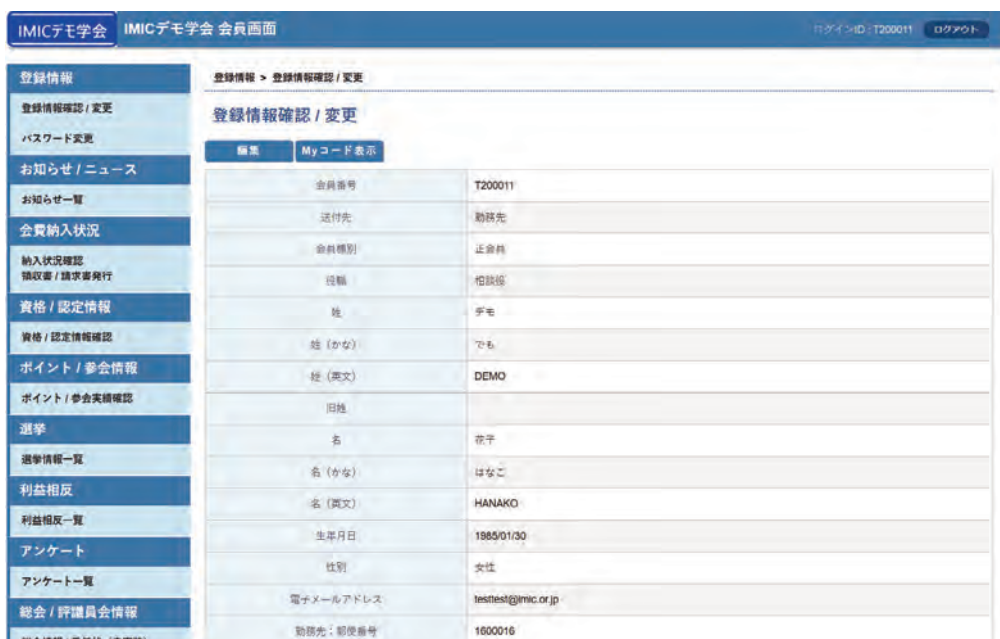 IMICデモ学会
IMICデモ学会 会員画面
ログインID : T200011
ログアウト
登録情報
登録情報確認 / 変更
パスワード変更
お知らせ / ニュース
お知らせ一覧
会費納入状況
納入状況確認
領収書 / 請求書発行
資格 / 認定情報
資格 / 認定情報確認
ポイント / 参会情報
ポイント / 参会実績確認
選挙
選挙情報一覧
利益相反
利益相反一覧
アンケート
アンケート一覧
総会 / 評議員会情報
登録情報 > 登録情報確認 / 変更
登録情報確認 / 変更
編集
Myコード表示
会員番号 T200011
送付先 勤務先
会員種別 正会員
役職 相談役
姓 デモ
姓(かな) でも
姓(英文) DEMO
旧姓
名 花子
名(かな) はなこ
名(英文) HANAKO
生年月日 1985/01/30
性別 女性
電子メールアドレス testtest@imic.or.jp
勤務先:郵便番号 1600016